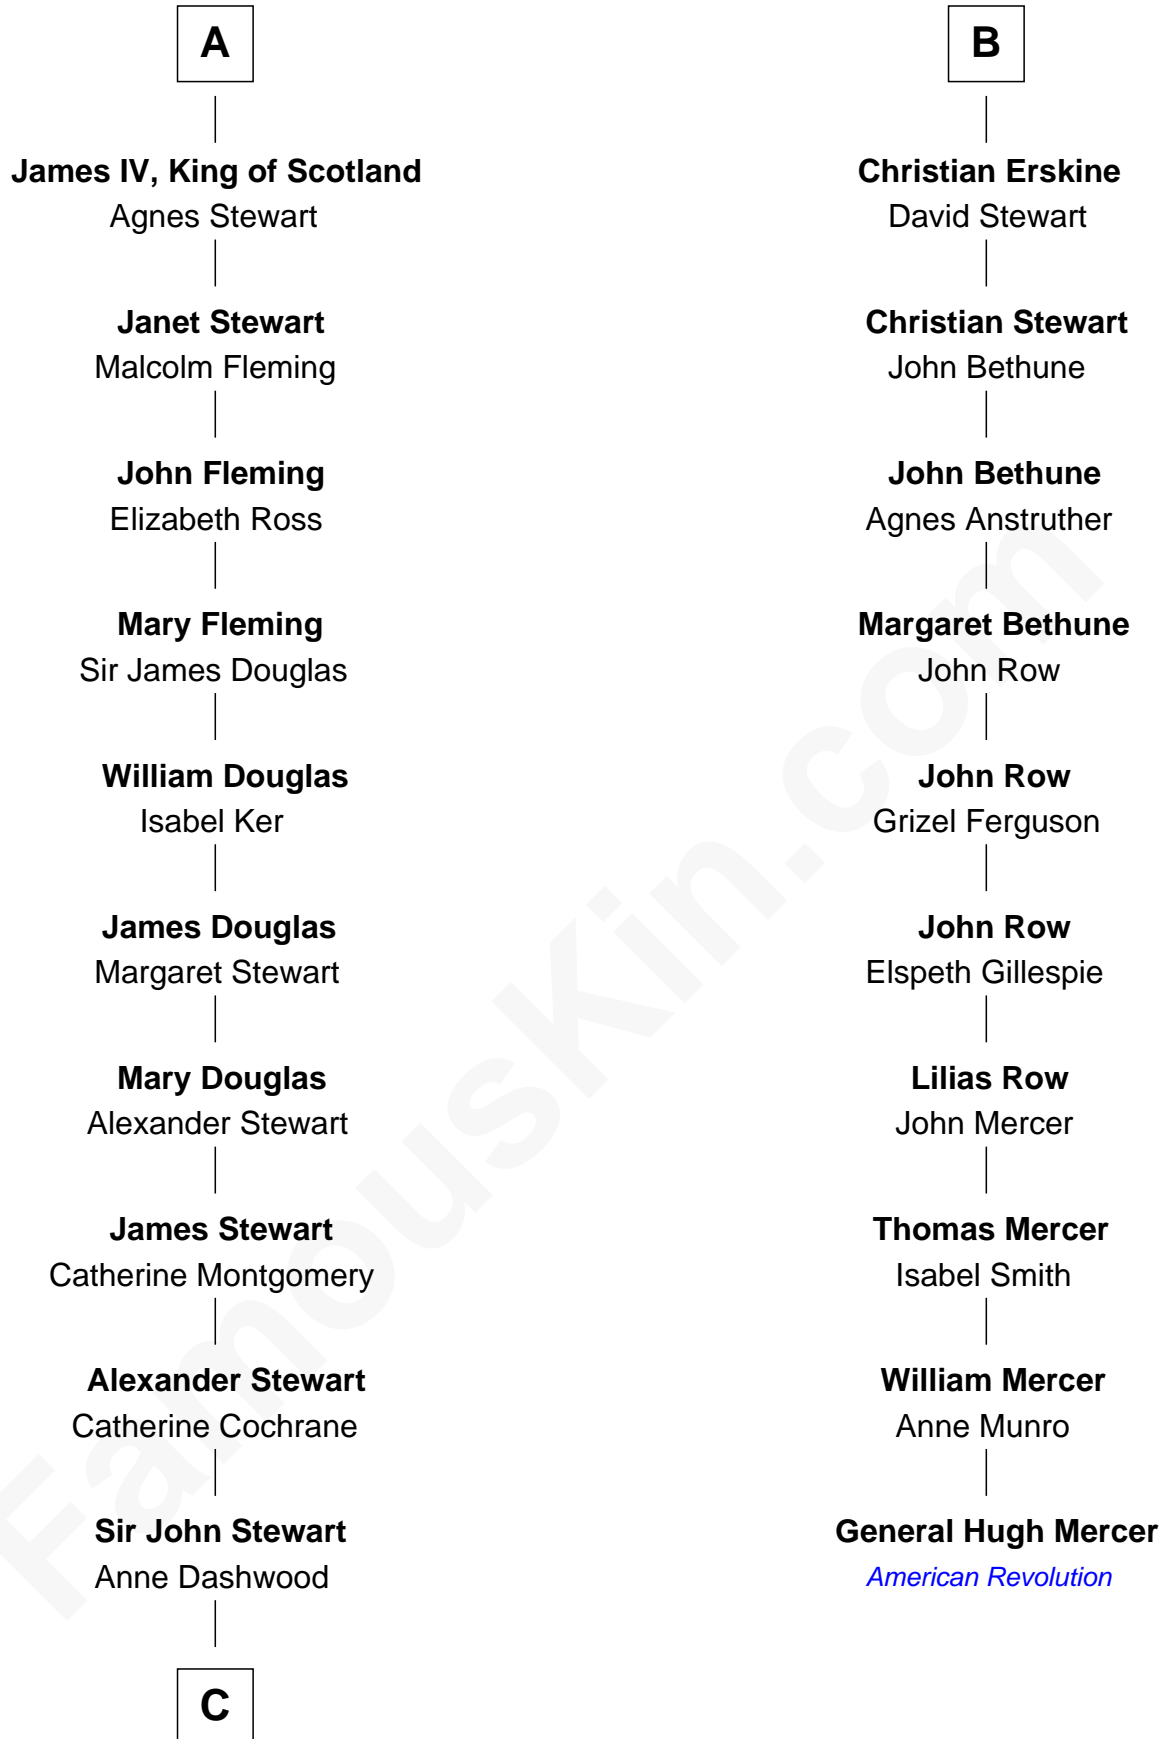 A
James IV, King of Scotland
Agnes Stewart
Janet Stewart
Malcolm Fleming
John Fleming
Elizabeth Ross
Mary Fleming
Sir James Douglas
William Douglas
Isabel Ker
James Douglas
Margaret Stewart
Mary Douglas
Alexander Stewart
James Stewart
Catherine Montgomery
Alexander Stewart
Catherine Cochrane
Sir John Stewart
Anne Dashwood
C
B
Christian Erskine
David Stewart
Christian Stewart
John Bethune
John Bethune
Agnes Anstruther
Margaret Bethune
John Row
John Row
Grizel Ferguson
John Row
Elspeth Gillespie
Lilias Row
John Mercer
Thomas Mercer
Isabel Smith
William Mercer
Anne Munro
General Hugh Mercer
American Revolution
FamousKin.com